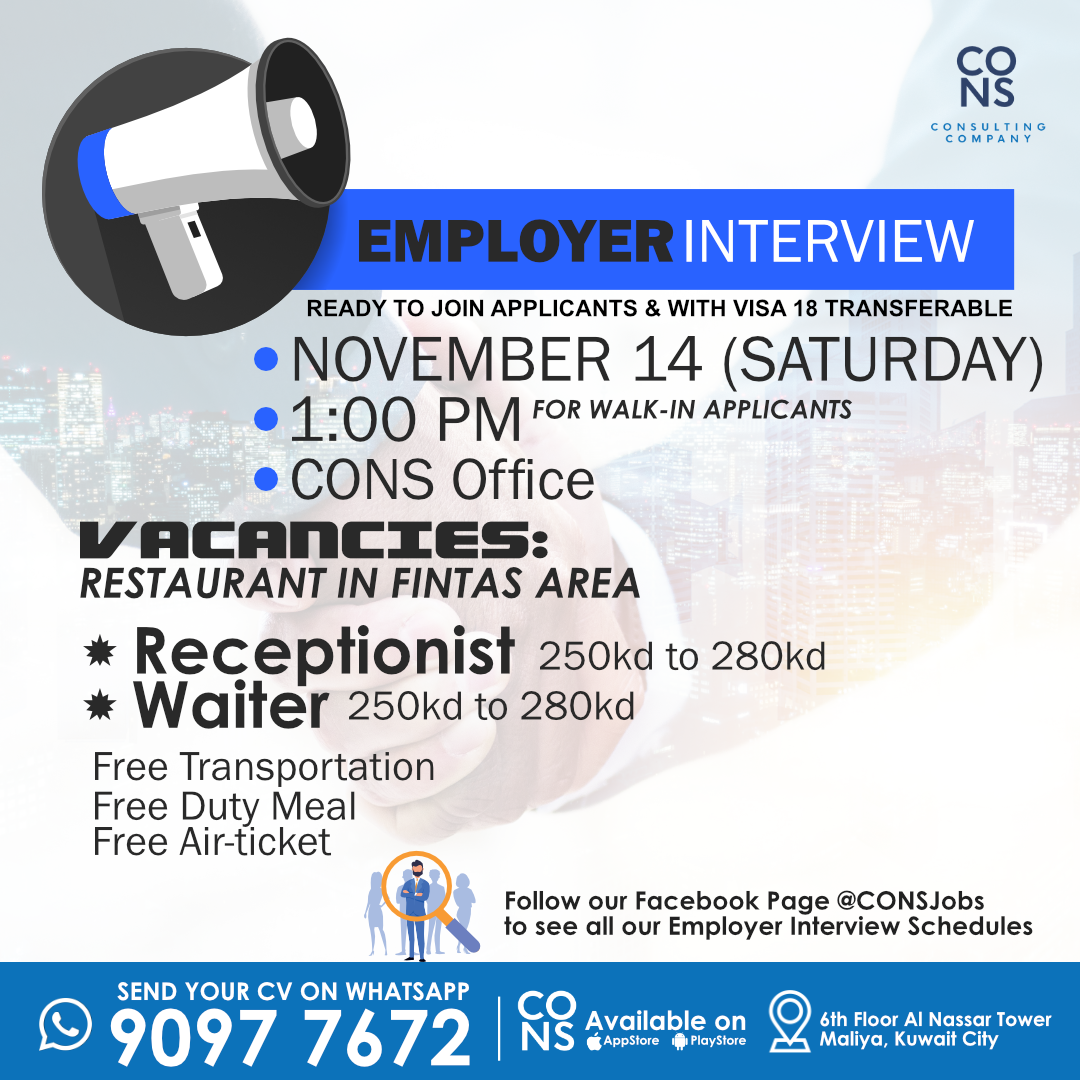 CO
NS
CONSULTING
COMPANY
EMPLOYER INTERVIEW
READY TO JOIN APPLICANTS & WITH VISA 18 TRANSFERABLE
• NOVEMBER 14 (SATURDAY)
• 1:00 PM FOR WALK-IN APPLICANTS
• CONS Office
VACANCIES:
RESTAURANT IN FINTAS AREA
Receptionist 250kd to 280kd
Waiter 250kd to 280kd
Free Transportation
Free Duty Meal
Free Air-ticket
Follow our Facebook Page @CONSJobs
to see all our Employer Interview Schedules
SEND YOUR CV ON WHATSAPP
9097 7672
CO
NS
Available on
AppStore PlayStore
6th Floor Al Nassar Tower
Maliya, Kuwait City